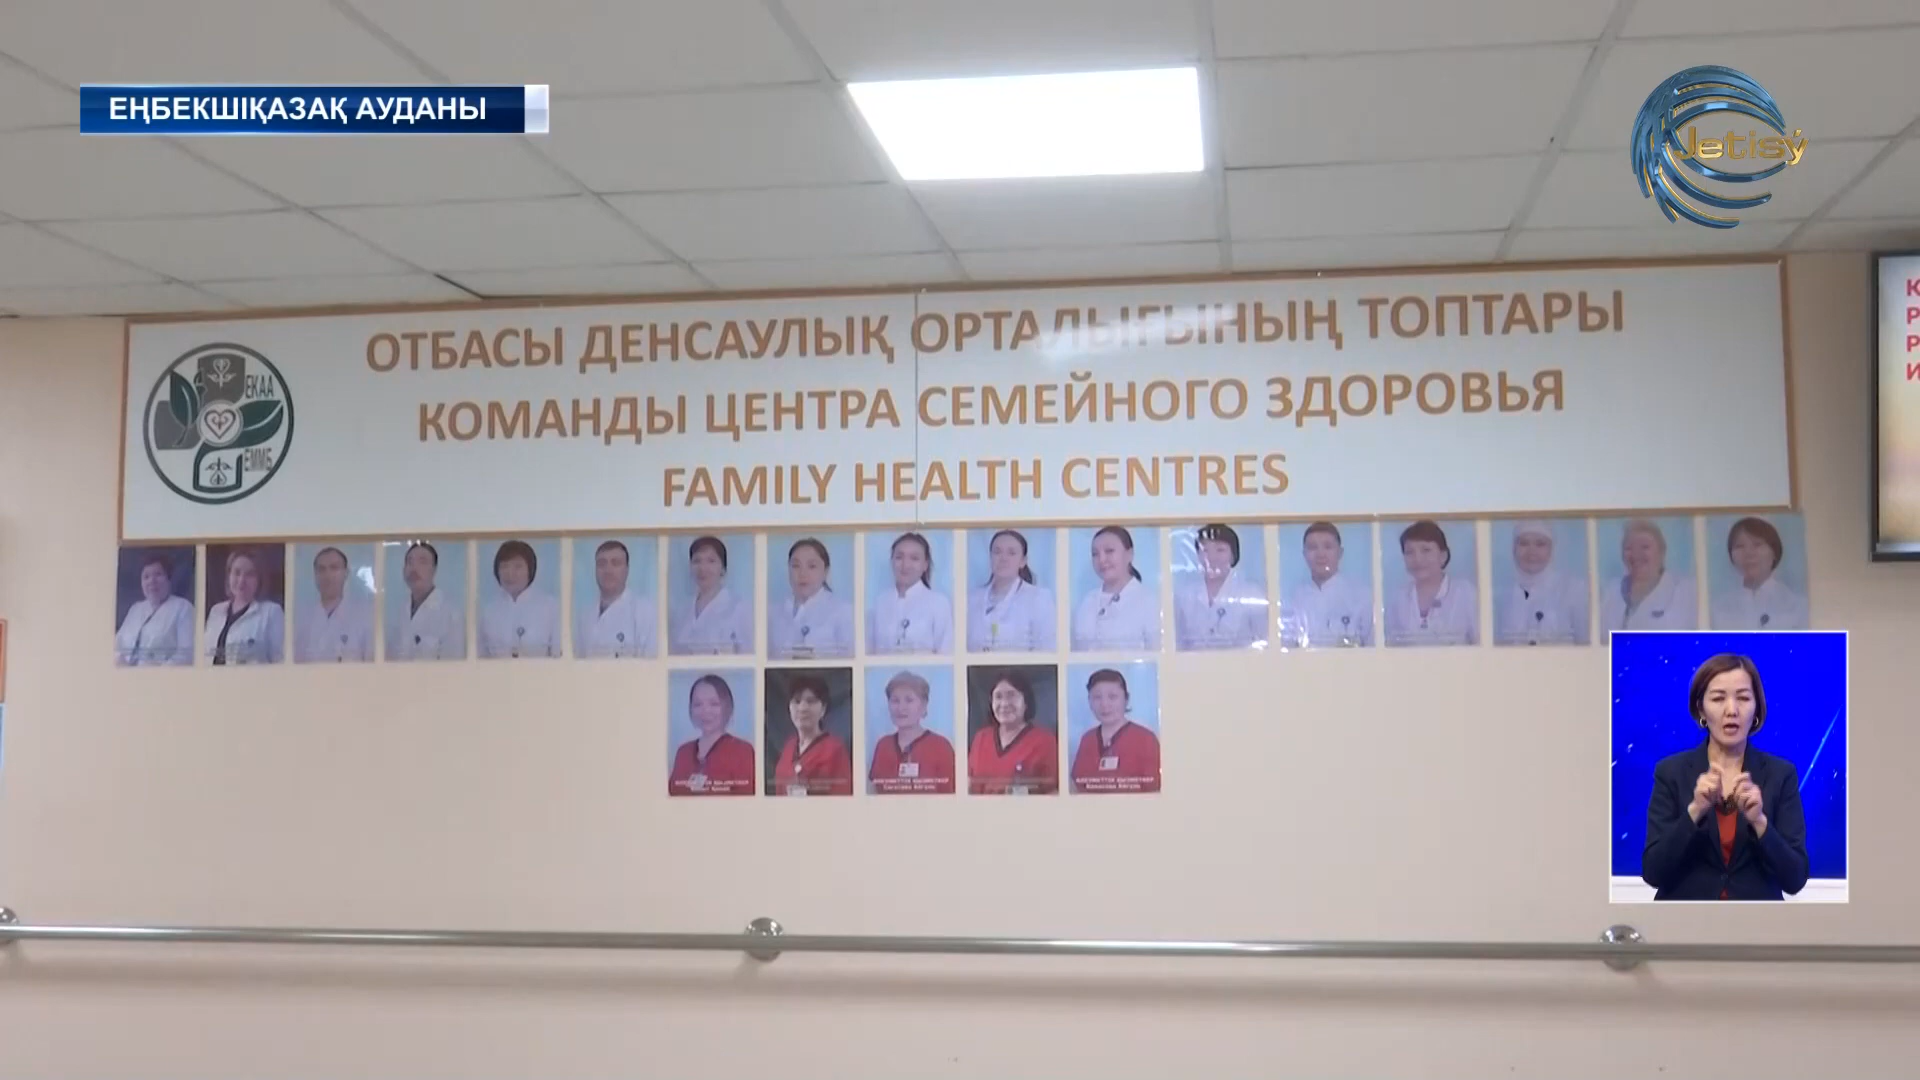 ЕҢБЕКШІҚАЗАҚ АУДАНЫ
Jetisý
ОТБАСЫ ДЕНСАУЛЫҚ ОРТАЛЫҒЫНЫҢ ТОПТАРЫ
КОМАНДЫ ЦЕНТРА СЕМЕЙНОГО ЗДОРОВЬЯ
FAMILY HEALTH CENTRES
ЕКАА
ЕММБ
К
Р
Р
И